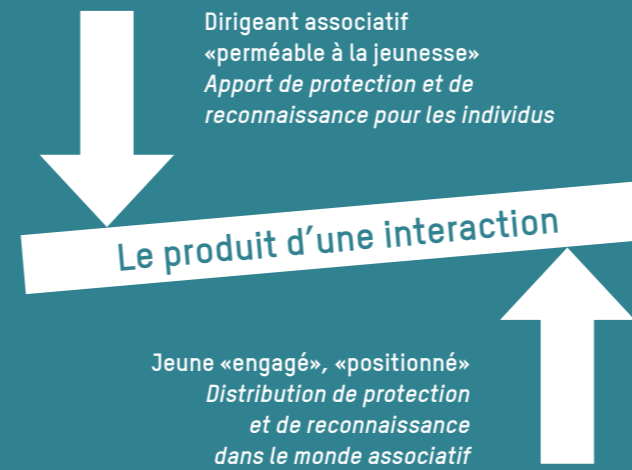 Dirigeant associatif
«perméable à la jeunesse»
Apport de protection et de
reconnaissance pour les individus
Le produit d’une interaction
Jeune «engagé», «positionné»
Distribution de protection
et de reconnaissance
dans le monde associatif